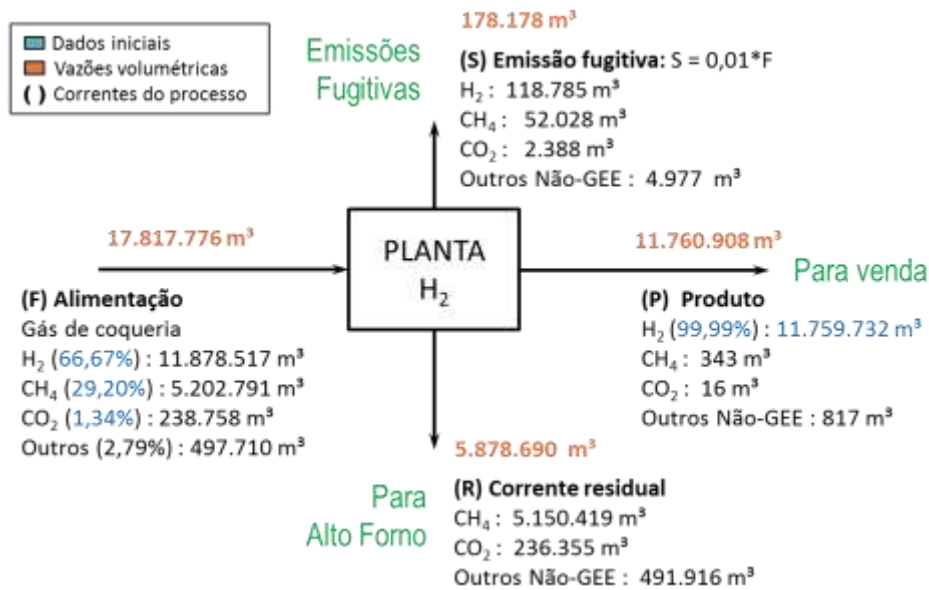 Dados iniciais
Vazões volumétricas
( ) Correntes do processo
Emissões
Fugitivas
178.178 m³
(S) Emissão fugitiva: S = 0,01*F
H₂ : 118.785 m³
CH₄ : 52.028 m³
CO₂ : 2.388 m³
Outros Não-GEE : 4.977 m³
17.817.776 m³
(F) Alimentação
Gás de coqueria
H₂ (66,67%) : 11.878.517 m³
CH₄ (29,20%) : 5.202.791 m³
CO₂ (1,34%) : 238.758 m³
Outros (2,79%) : 497.710 m³
PLANTA
H₂
11.760.908 m³
Para venda
(P) Produto
H₂ (99,99%) : 11.759.732 m³
CH₄ : 343 m³
CO₂ : 16 m³
Outros Não-GEE : 817 m³
Para
Alto Forno
5.878.690 m³
(R) Corrente residual
CH₄ : 5.150.419 m³
CO₂ : 236.355 m³
Outros Não-GEE : 491.916 m³